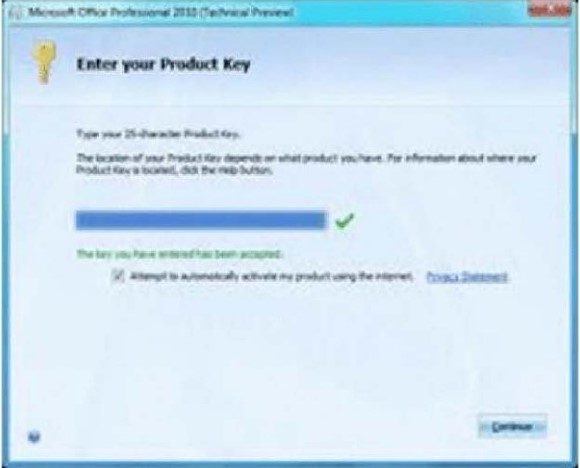 Microsoft Office Professional 2010 (Technical Preview)
Enter your Product Key
Type your 25-character Product Key.
The location of your Product Key depends on what product you have. For information about where your
Product Key is located, click the Help button.
The key you have entered has been accepted.
Attempt to automatically activate my product using the internet. Privacy Statement
Continue